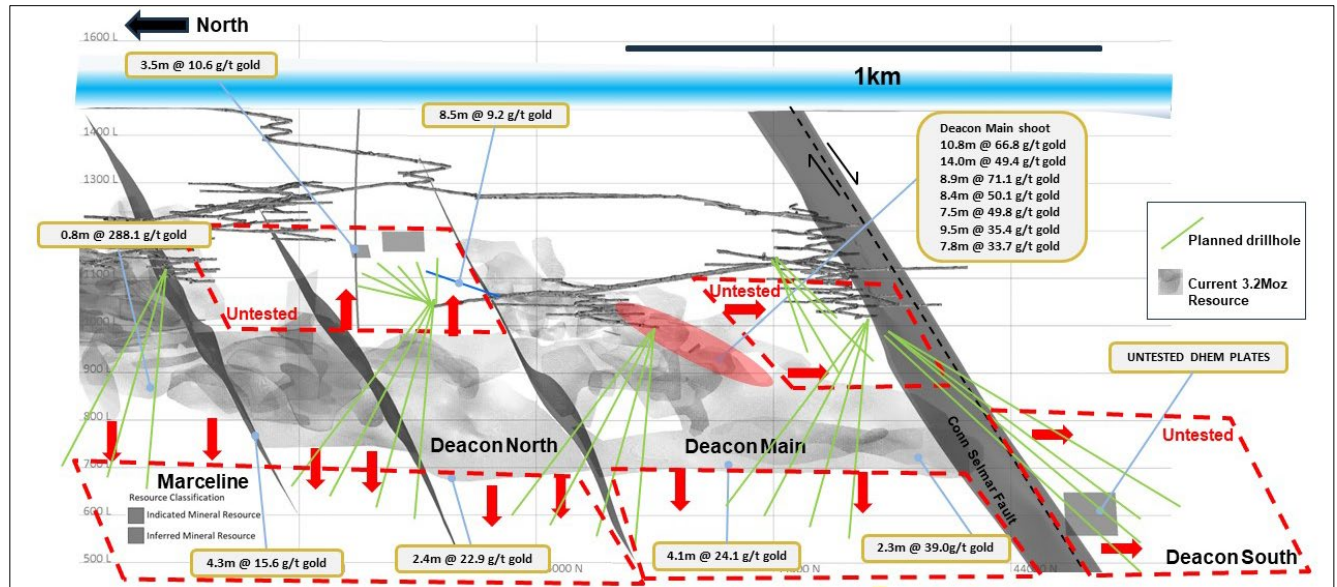 North
1600 L
3.5m @ 10.6 g/t gold
1km
8.5m @ 9.2 g/t gold
1400 L
Deacon Main shoot
10.8m @ 66.8 g/t gold
14.0m @ 49.4 g/t gold
8.9m @ 71.1 g/t gold
8.4m @ 50.1 g/t gold
7.5m @ 49.8 g/t gold
9.5m @ 35.4 g/t gold
7.8m @ 33.7 g/t gold
1300 L
0.8m @ 288.1 g/t gold
Planned drillhole
Current 3.2Moz
Resource
1100 L
Untested
Untested
1000 L
UNTESTED DHEM PLATES
900 L
800 L
Untested
Deacon North
Deacon Main
Conn Selmar Fault
700 L
Marceline
Resource Classification
Indicated Mineral Resource
600 L
Inferred Mineral Resource
500 L
4.3m @ 15.6 g/t gold
2.4m @ 22.9 g/t gold
4.1m @ 24.1 g/t gold
2.3m @ 39.0g/t gold
Deacon South